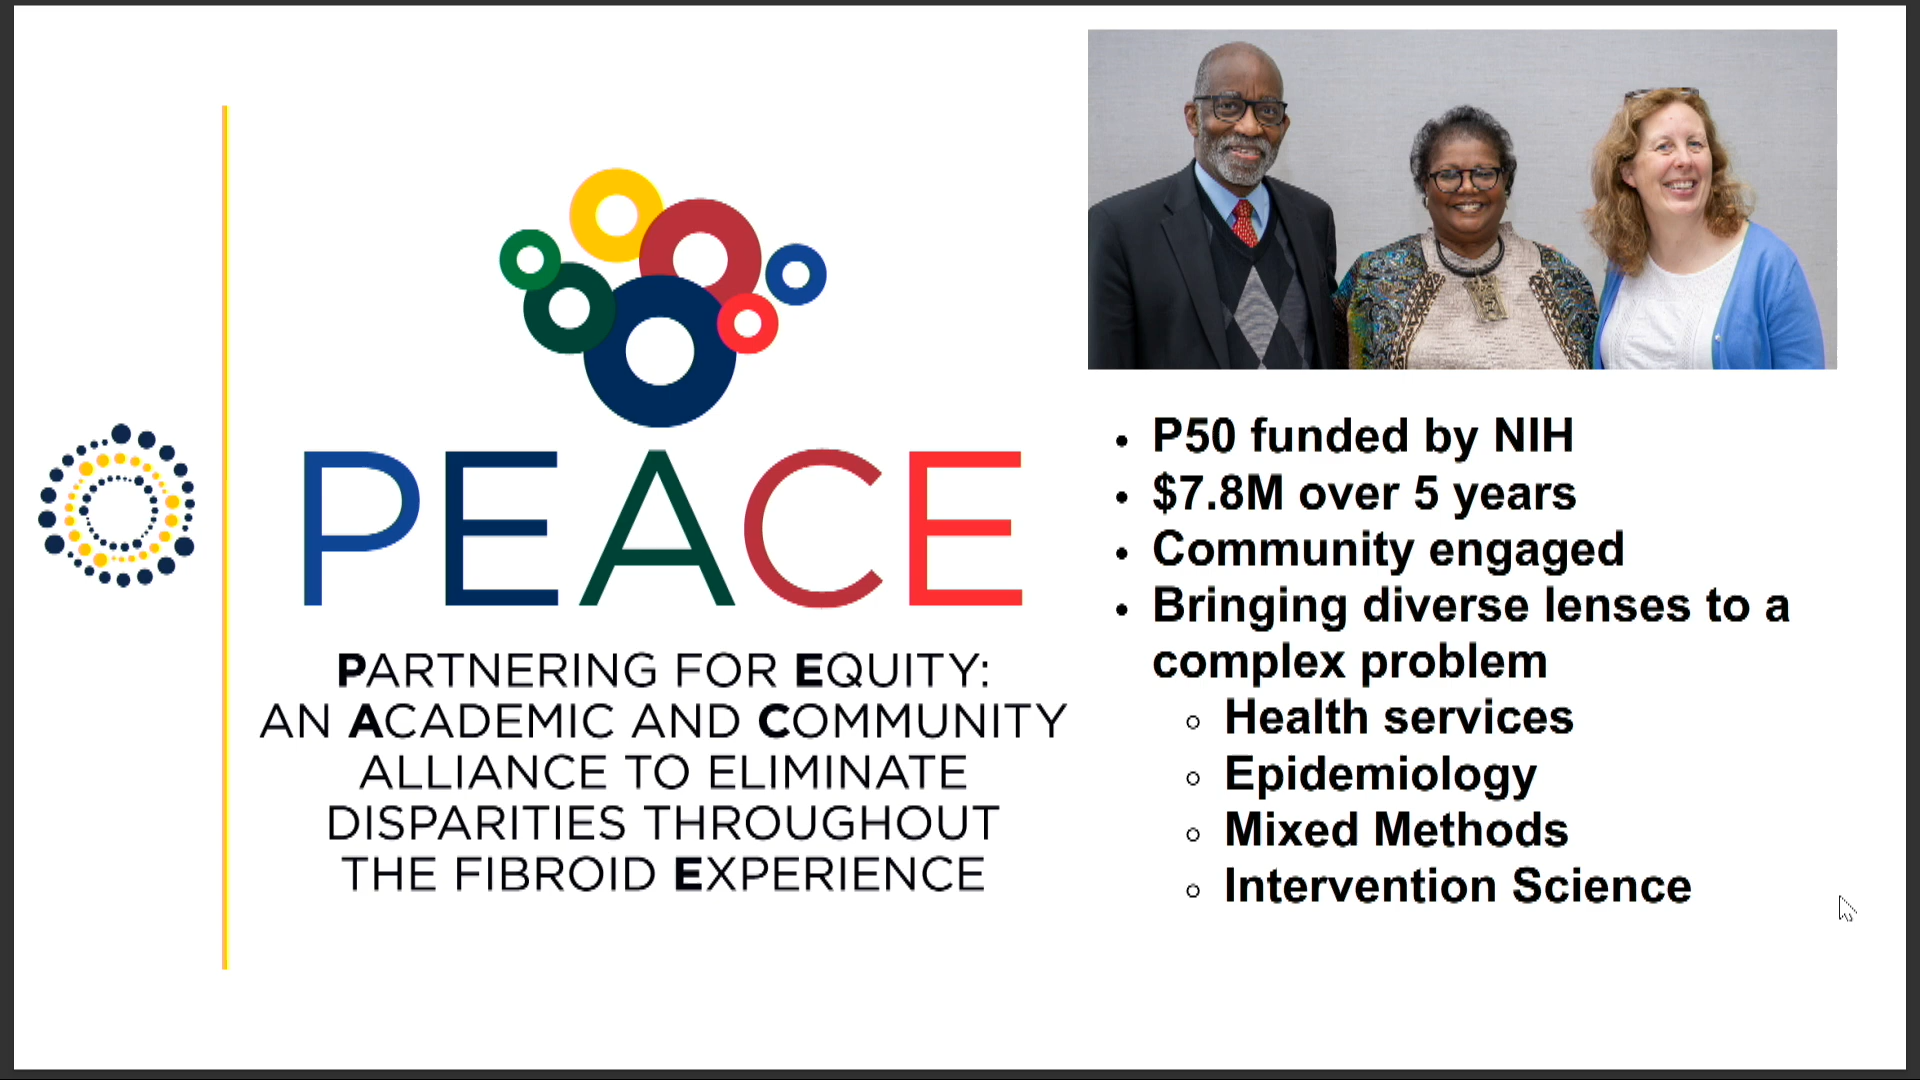 PEACE
PARTNERING FOR EQUITY:
AN ACADEMIC AND COMMUNITY
ALLIANCE TO ELIMINATE
DISPARITIES THROUGHOUT
THE FIBROID EXPERIENCE
• P50 funded by NIH
• $7.8M over 5 years
• Community engaged
• Bringing diverse lenses to a
complex problem
○ Health services
○ Epidemiology
○ Mixed Methods
○ Intervention Science